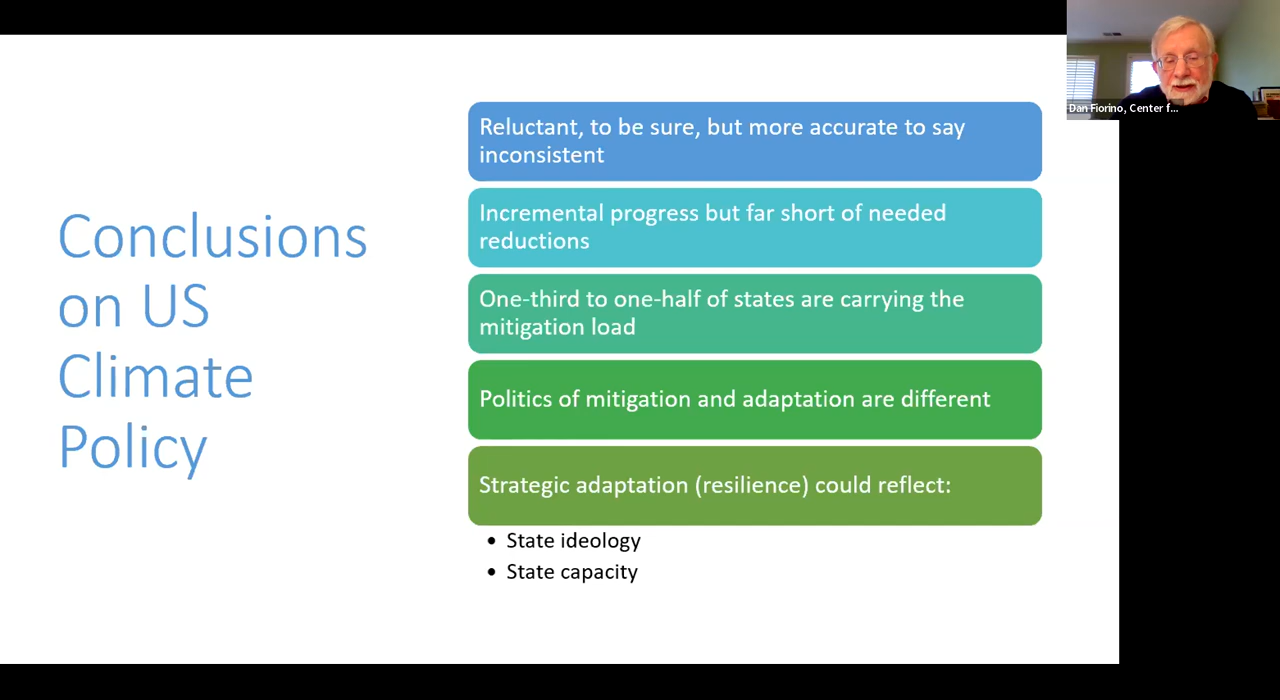 Conclusions
on US
Climate
Policy
Reluctant, to be sure, but more accurate to say
inconsistent
Incremental progress but far short of needed
reductions
One-third to one-half of states are carrying the
mitigation load
Politics of mitigation and adaptation are different
Strategic adaptation (resilience) could reflect:
• State ideology
• State capacity
Dan Fiorino, Center f...